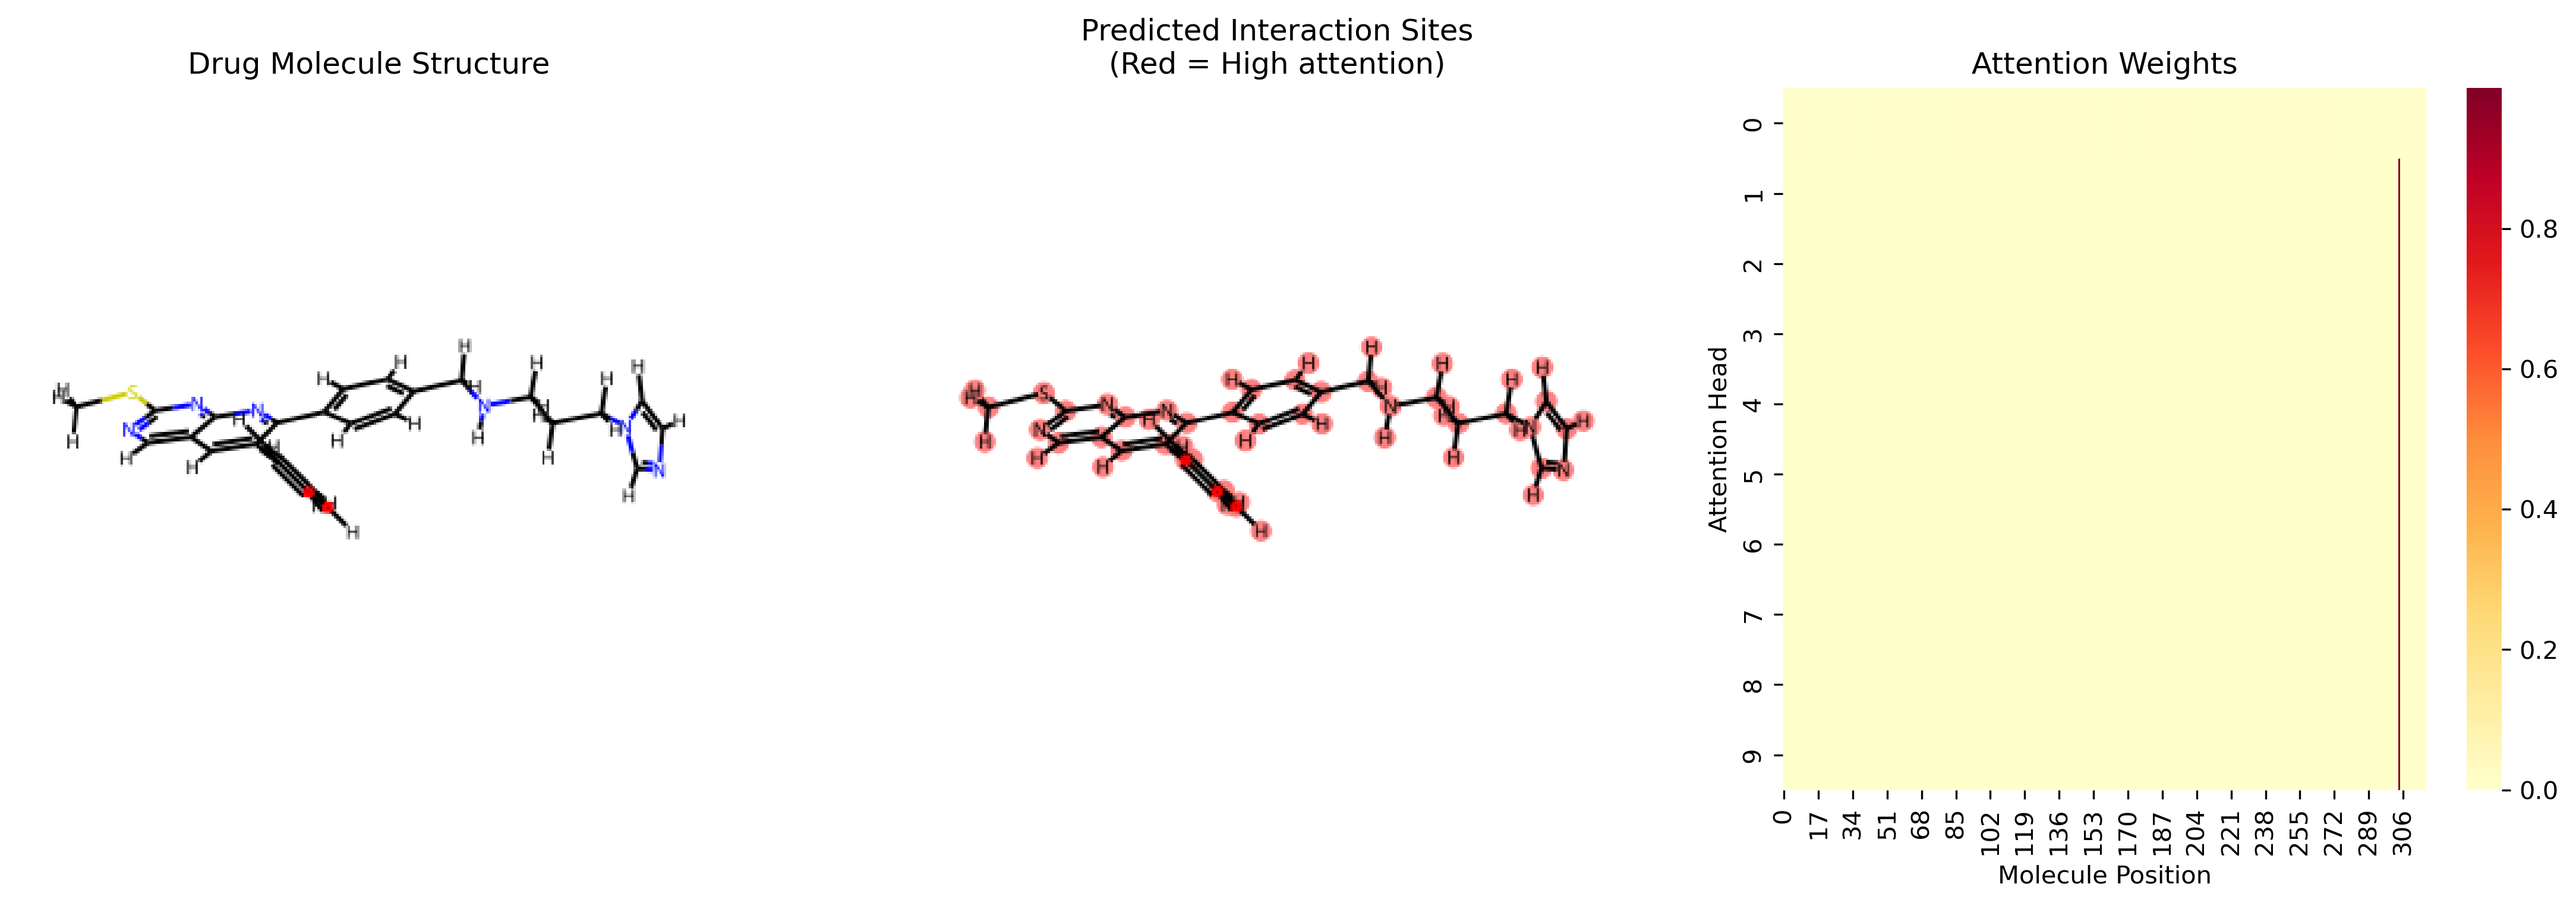 Drug Molecule Structure
H
H
H
S
N
N
N
H
H
H
H
H
H
H
H
H
H
N
H
H
H
H
H
H
N
H
H
N
H
H
Predicted Interaction Sites
(Red = High attention)
H
H
S
N
N
N
H
H
H
H
H
H
H
H
H
H
N
H
H
H
H
H
H
N
H
H
N
H
H
Attention Weights
Attention Head
0
1
2
3
4
5
6
7
8
9
0
17
34
51
68
85
102
119
136
153
170
187
204
221
238
255
272
289
306
Molecule Position
0.8
0.6
0.4
0.2
0.0